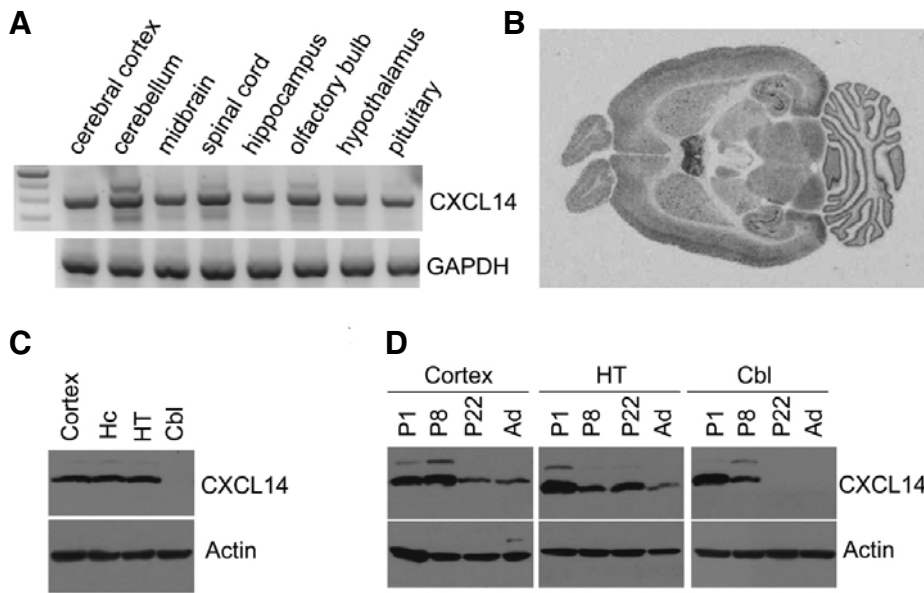 A
cerebral cortex
cerebellum
midbrain
spinal cord
hippocampus
olfactory bulb
hypothalamus
pituitary
CXCL14
GAPDH
B
C
Cortex
Hc
HT
Cbl
CXCL14
Actin
D
Cortex HT Cbl
P1 P8 P22 Ad P1 P8 P22 Ad P1 P8 P22 Ad
CXCL14
Actin